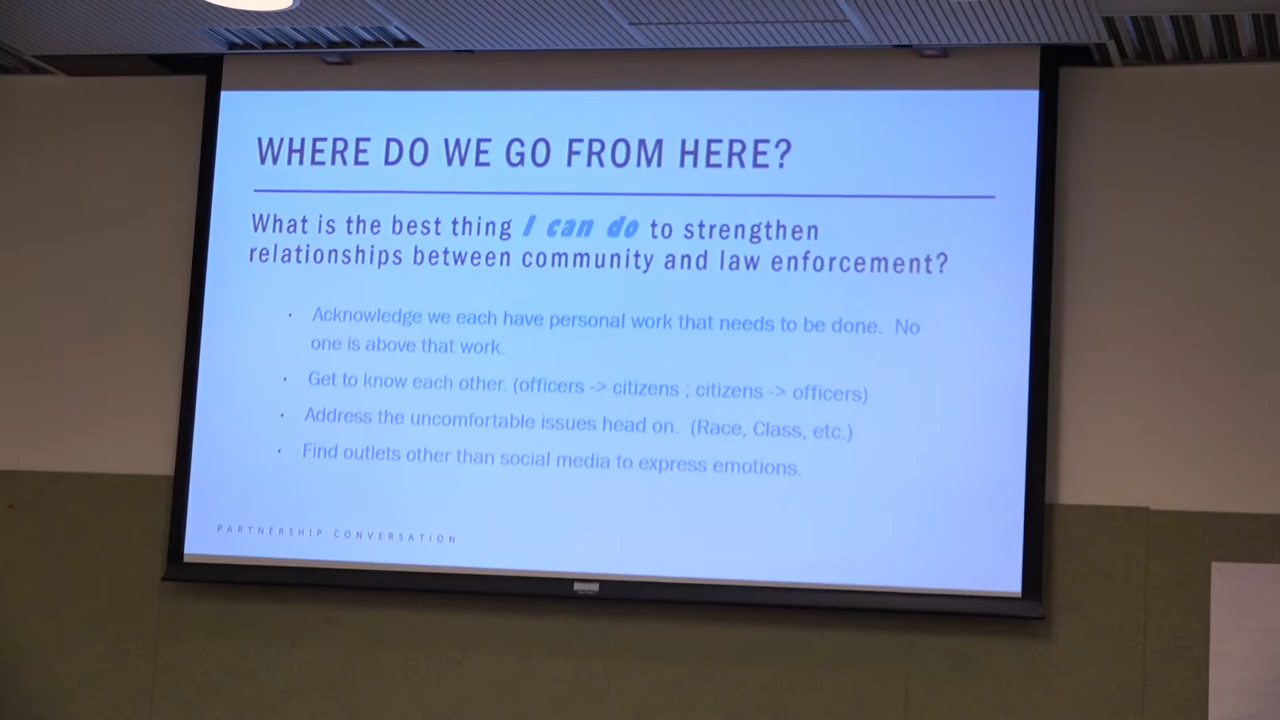 WHERE DO WE GO FROM HERE?
What is the best thing I can do to strengthen
relationships between community and law enforcement?
• Acknowledge we each have personal work that needs to be done. No
one is above that work.
• Get to know each other. (officers -> citizens ; citizens -> officers)
• Address the uncomfortable issues head on. (Race, Class, etc.)
• Find outlets other than social media to express emotions.
PARTNERSHIP CONVERSATION